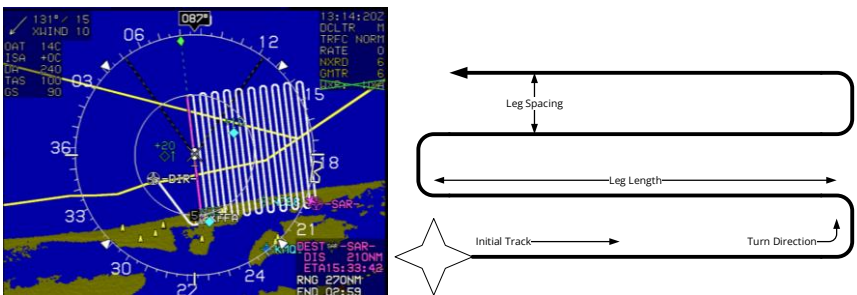 131°/ 15
XWIND 10
087°
13:14:20Z
DCLTR M
TRFC NORM
RATE 0
NXRD 6
GMTR 6
OAT 14C
ISA +0C
DA 240
TAS 100
GS 90
03
06
12
15
18
21
24
27
30
33
36
+20
-DIR-
-SAR-
DEST -SAR-
DIS 210NM
ETA15:33:42
RNG 270NM
END 02:59
Leg Spacing
Leg Length
Initial Track
Turn Direction